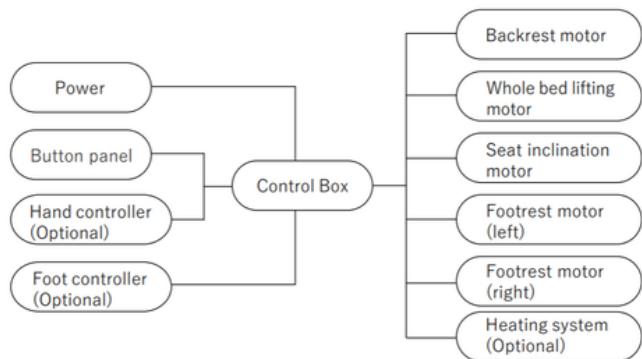 Power
Button panel
Hand controller
(Optional)
Foot controller
(Optional)
Control Box
Backrest motor
Whole bed lifting
motor
Seat inclination
motor
Footrest motor
(left)
Footrest motor
(right)
Heating system
(Optional)